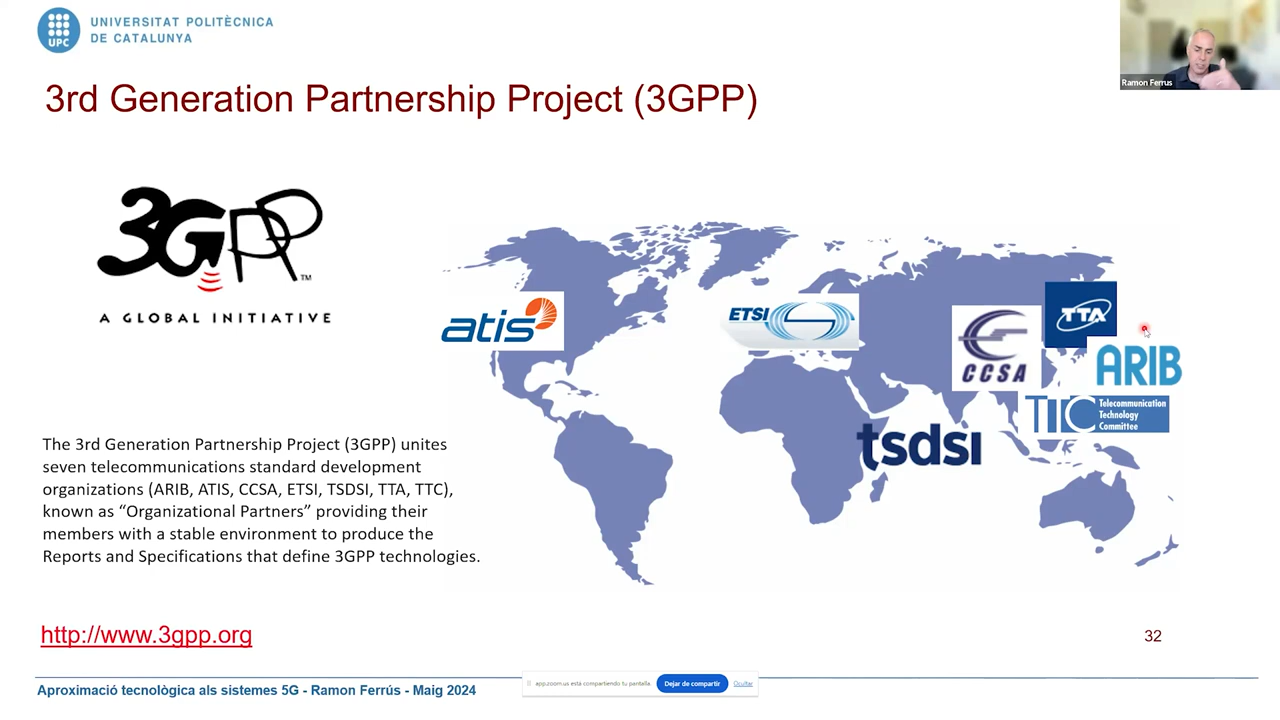 UNIVERSITAT POLITÈCNICA
DE CATALUNYA
UPC
Ramon Ferrus
3rd Generation Partnership Project (3GPP)
3GPP™
A GLOBAL INITIATIVE
atis
ETSI
CCSA
TTA
ARIB
TTC Telecommunication
Technology
Committee
tsdsi
The 3rd Generation Partnership Project (3GPP) unites
seven telecommunications standard development
organizations (ARIB, ATIS, CCSA, ETSI, TSDSI, TTA, TTC),
known as “Organizational Partners” providing their
members with a stable environment to produce the
Reports and Specifications that define 3GPP technologies.
http://www.3gpp.org
32
Aproximació tecnològica als sistemes 5G - Ramon Ferrús - Maig 2024
app.zoom.us está compartiendo tu pantalla.
Dejar de compartir
Ocultar